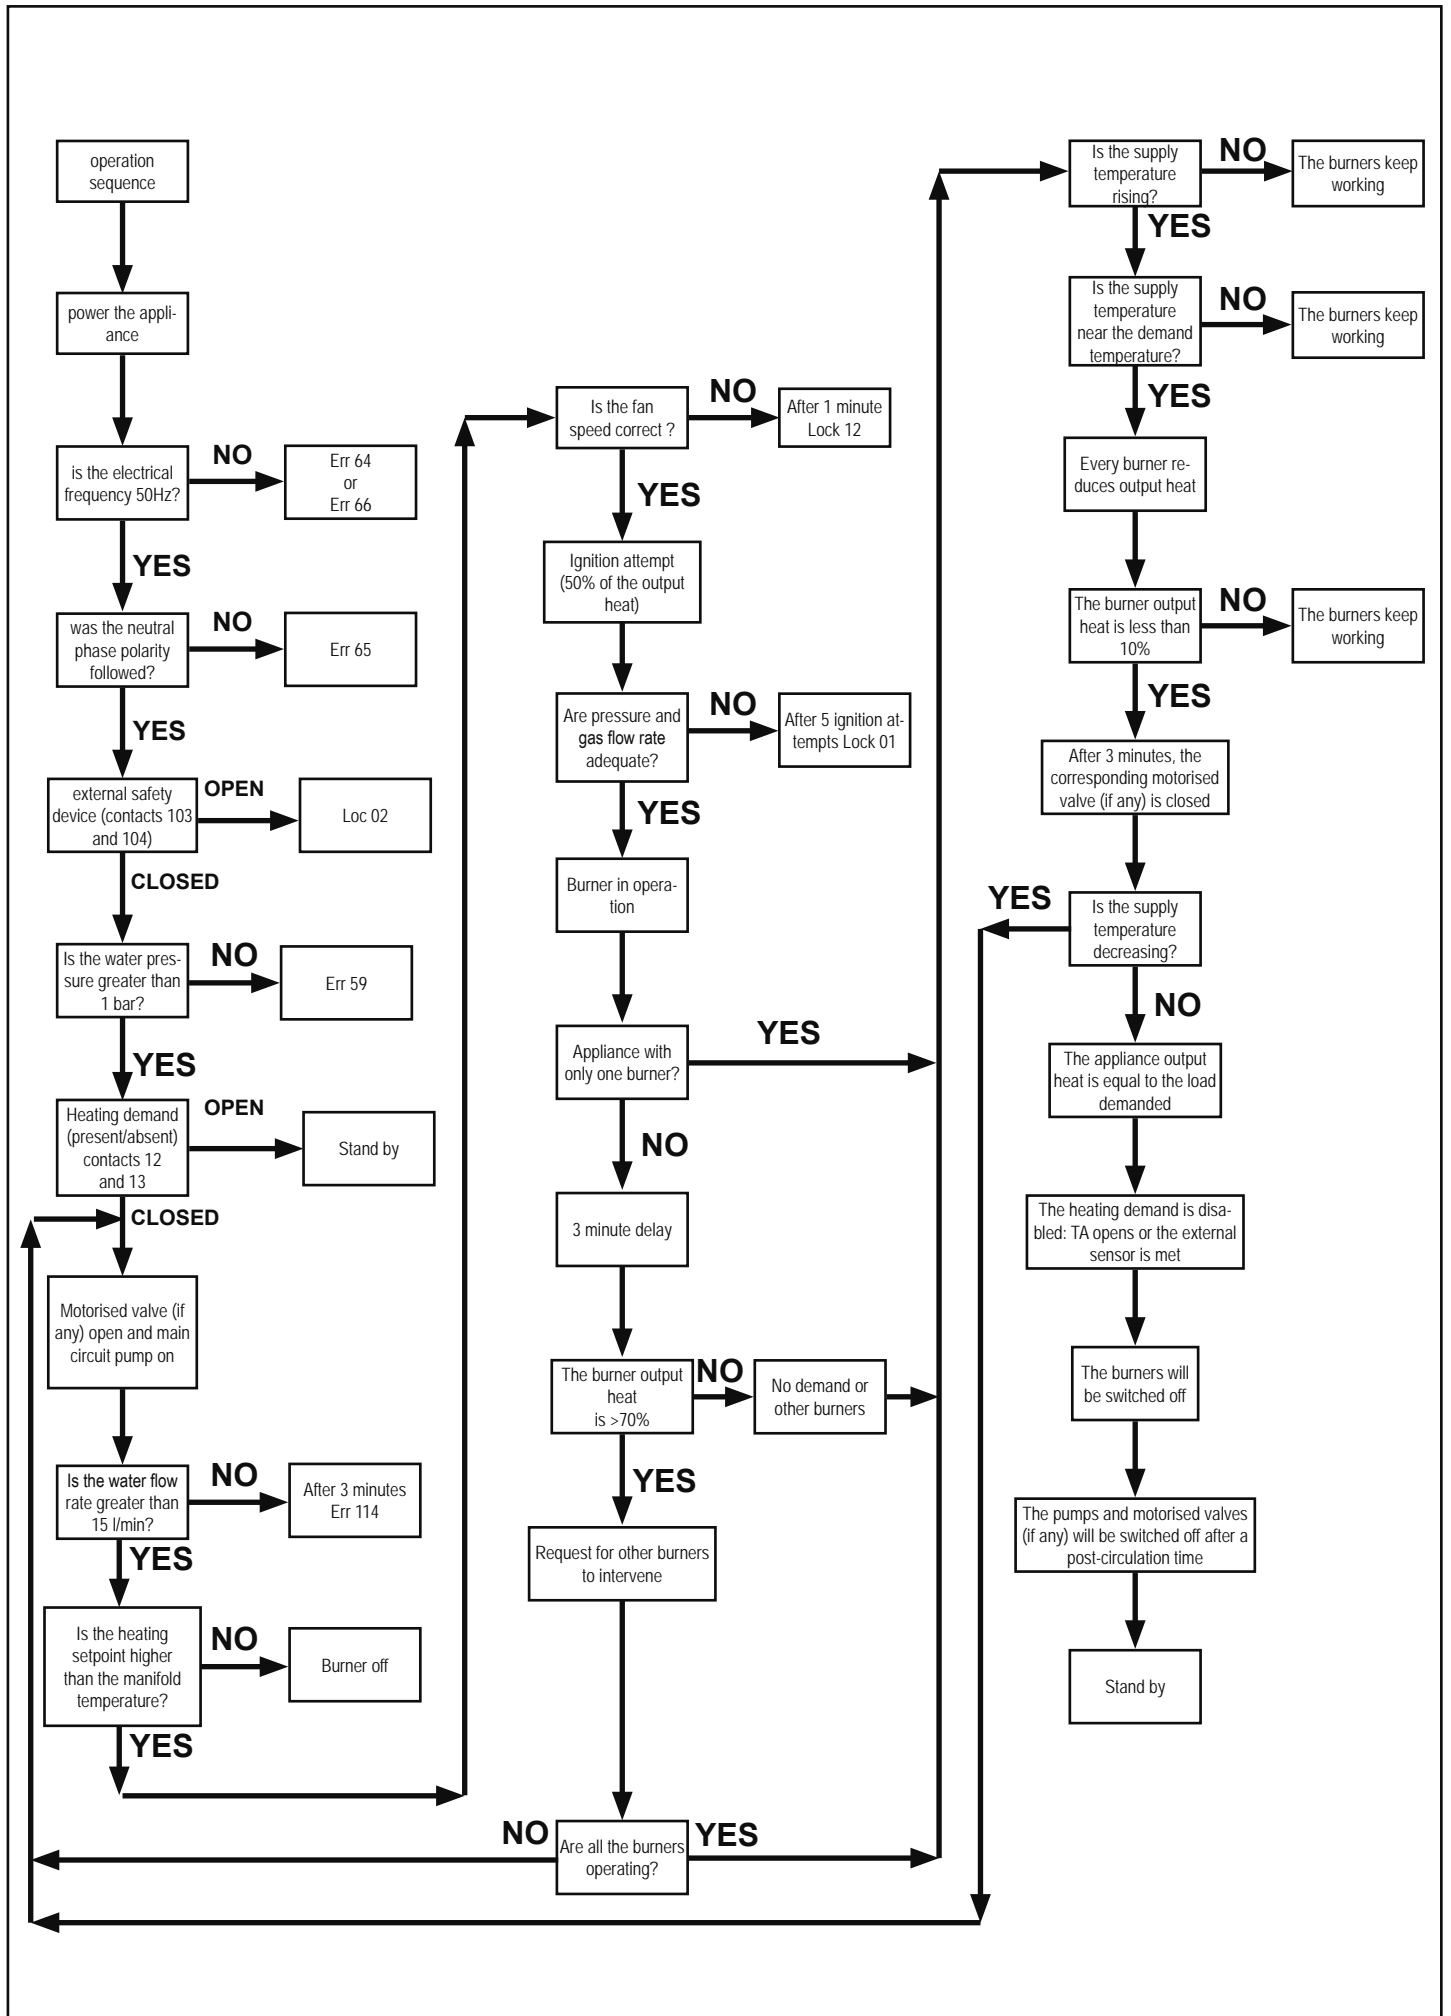 operation
sequence
power the appli-
ance
is the electrical
frequency 50Hz?
NO
Err 64
or
Err 66
YES
was the neutral
phase polarity
followed?
NO
Err 65
YES
external safety
device (contacts 103
and 104)
OPEN
Loc 02
CLOSED
Is the water pres-
sure greater than
1 bar?
NO
Err 59
YES
Heating demand
(present/absent)
contacts 12
and 13
OPEN
Stand by
CLOSED
Motorised valve (if
any) open and main
circuit pump on
Is the water flow
rate greater than
15 l/min?
NO
After 3 minutes
Err 114
YES
Is the heating
setpoint higher
than the manifold
temperature?
NO
Burner off
YES
Is the fan
speed correct ?
NO
After 1 minute
Lock 12
YES
Ignition attempt
(50% of the output
heat)
Are pressure and
gas flow rate
adequate?
NO
After 5 ignition at-
tempts Lock 01
YES
Burner in opera-
tion
Appliance with
only one burner?
YES
NO
3 minute delay
The burner output
heat
is >70%
NO
No demand or
other burners
YES
Request for other burners
to intervene
Are all the burners
operating?
NO
YES
Is the supply
temperature
rising?
NO
The burners keep
working
YES
Is the supply
temperature
near the demand
temperature?
NO
The burners keep
working
YES
Every burner re-
duces output heat
The burner output
heat is less than
10%
NO
The burners keep
working
YES
After 3 minutes, the
corresponding motorised
valve (if any) is closed
YES
Is the supply
temperature
decreasing?
NO
The appliance output
heat is equal to the load
demanded
The heating demand is disa-
bled: TA opens or the external
sensor is met
The burners will
be switched off
The pumps and motorised valves
(if any) will be switched off after a
post-circulation time
Stand by